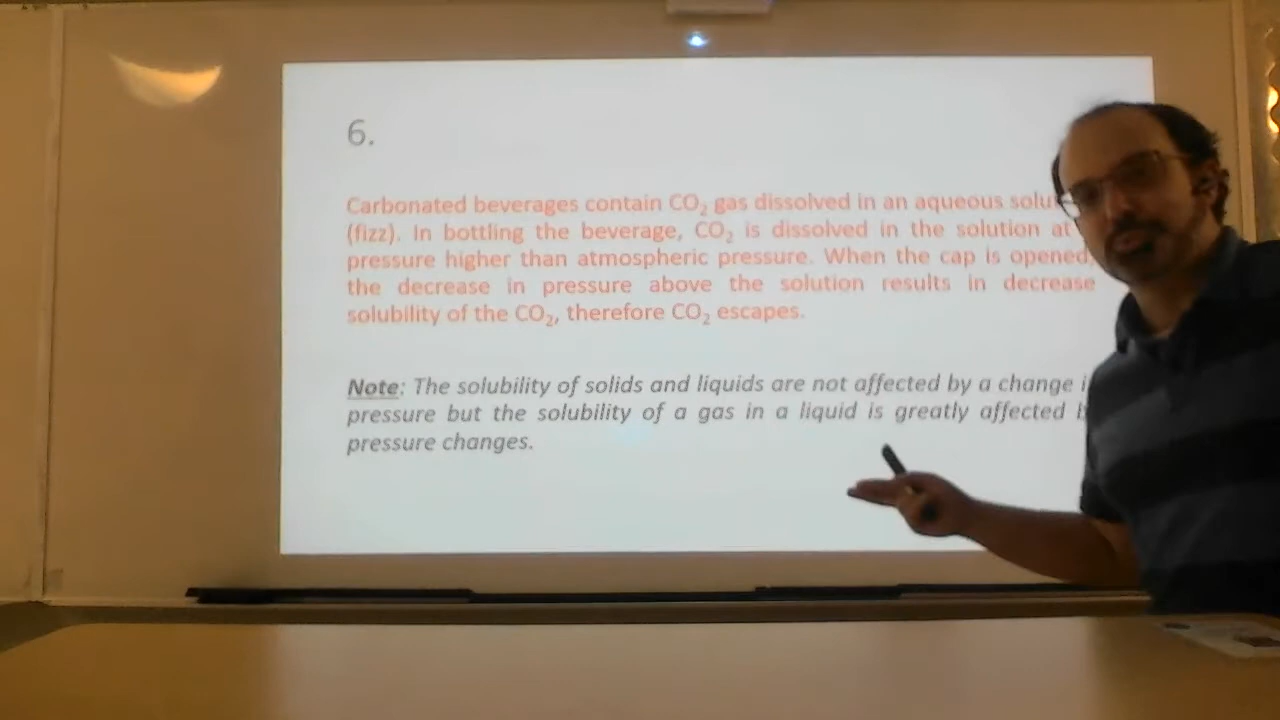 6.
Carbonated beverages contain CO₂ gas dissolved in an aqueous solu
(fizz). In bottling the beverage, CO₂ is dissolved in the solution at
pressure higher than atmospheric pressure. When the cap is opened,
the decrease in pressure above the solution results in decrease
solubility of the CO₂, therefore CO₂ escapes.
Note: The solubility of solids and liquids are not affected by a change i
pressure but the solubility of a gas in a liquid is greatly affected
pressure changes.